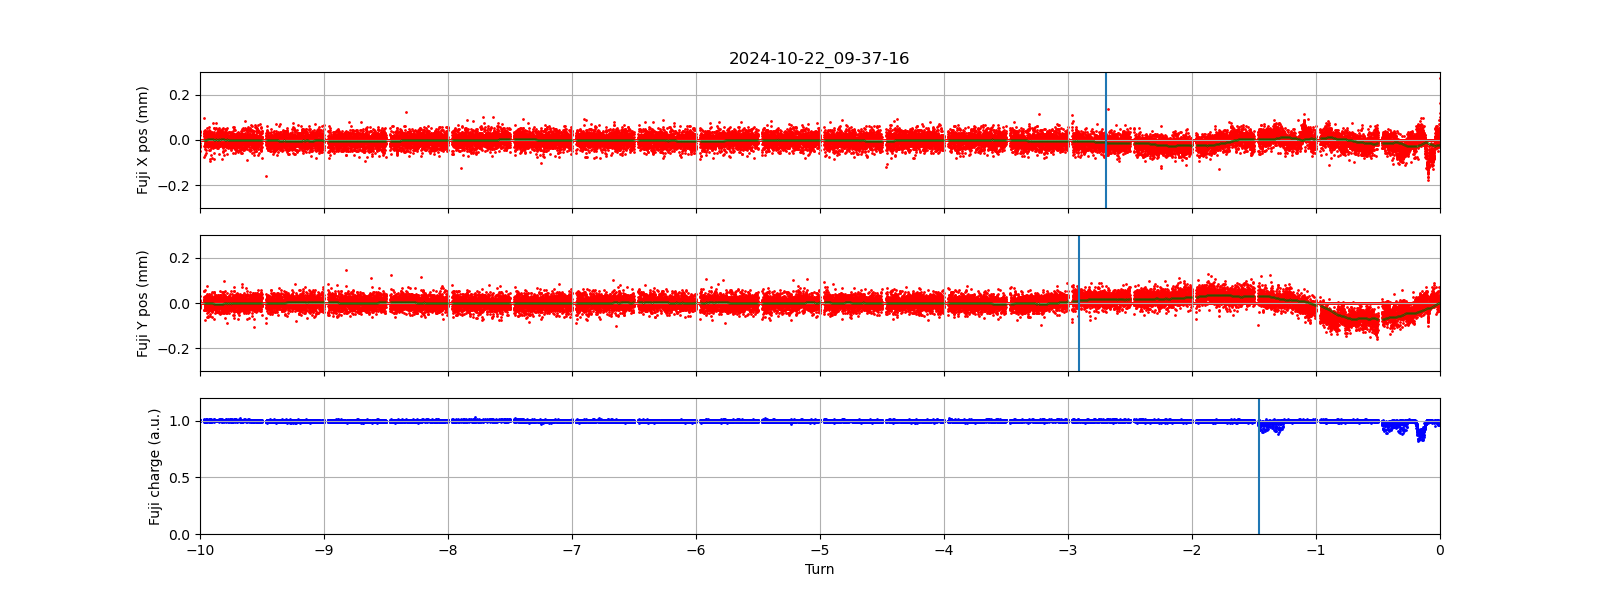 2024-10-22_09-37-16
Fuji X pos (mm)
0.2
0.0
−0.2
Fuji Y pos (mm)
0.2
0.0
−0.2
Fuji charge (a.u.)
1.0
0.5
0.0
−10 −9 −8 −7 −6 −5 −4 −3 −2 −1 0
Turn